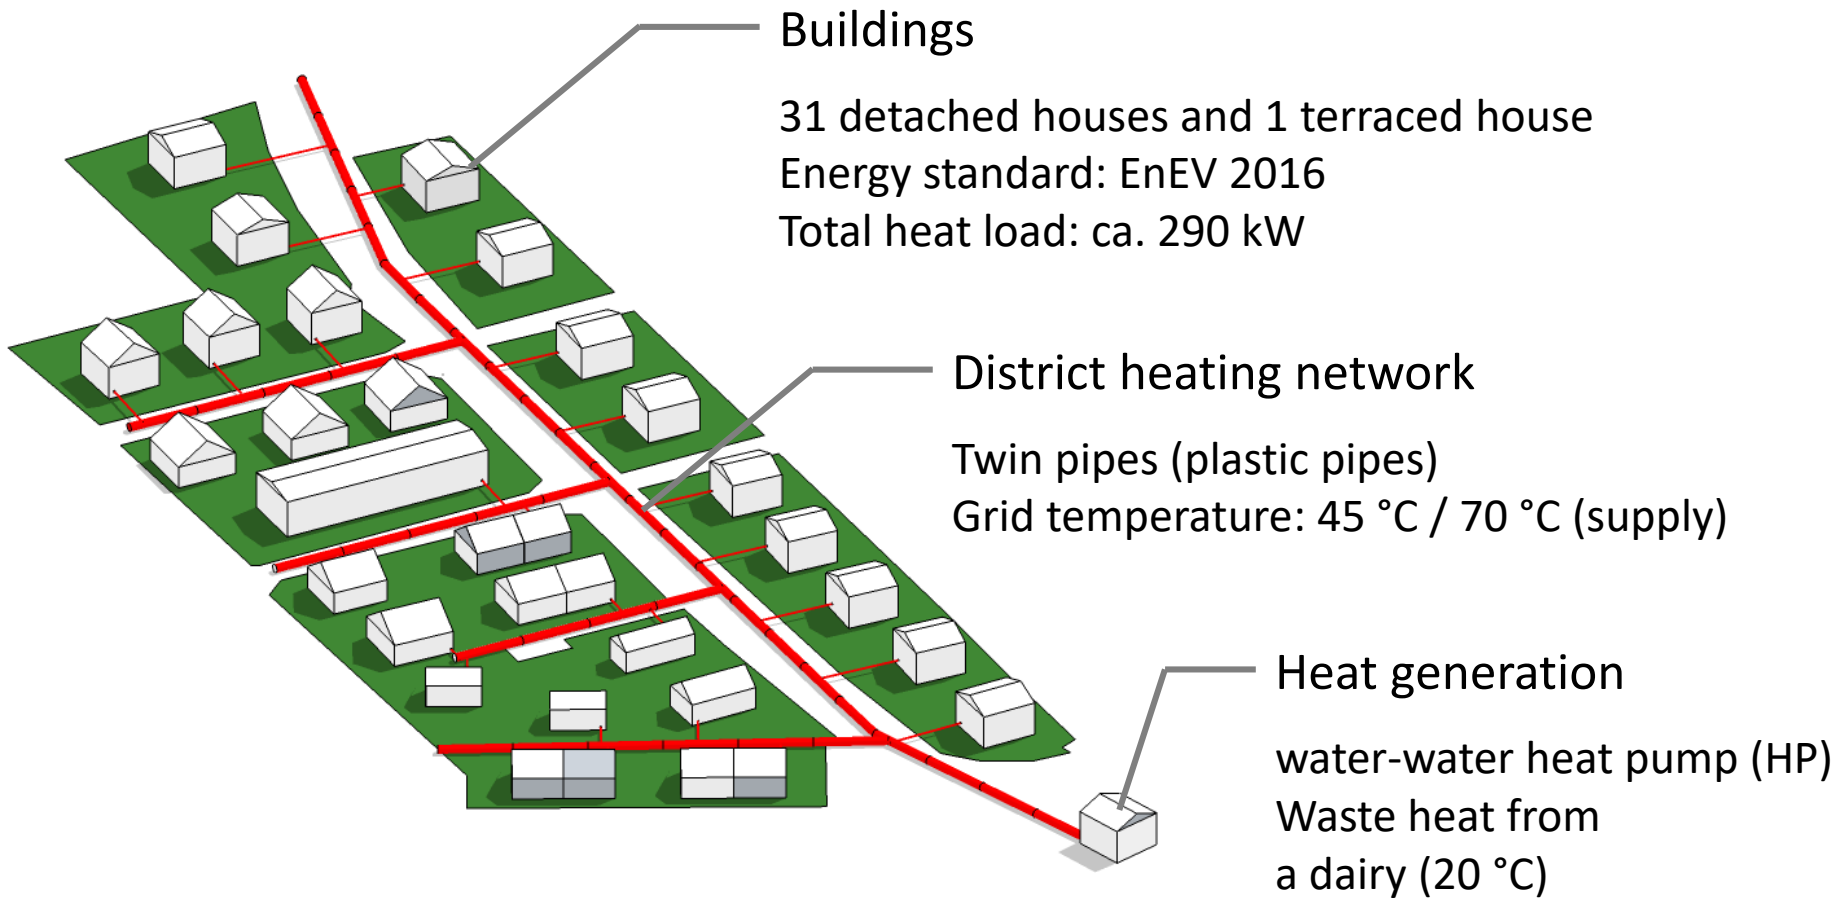 Buildings
31 detached houses and 1 terraced house
Energy standard: EnEV 2016
Total heat load: ca. 290 kW
District heating network
Twin pipes (plastic pipes)
Grid temperature: 45 °C / 70 °C (supply)
Heat generation
water-water heat pump (HP)
Waste heat from
a dairy (20 °C)